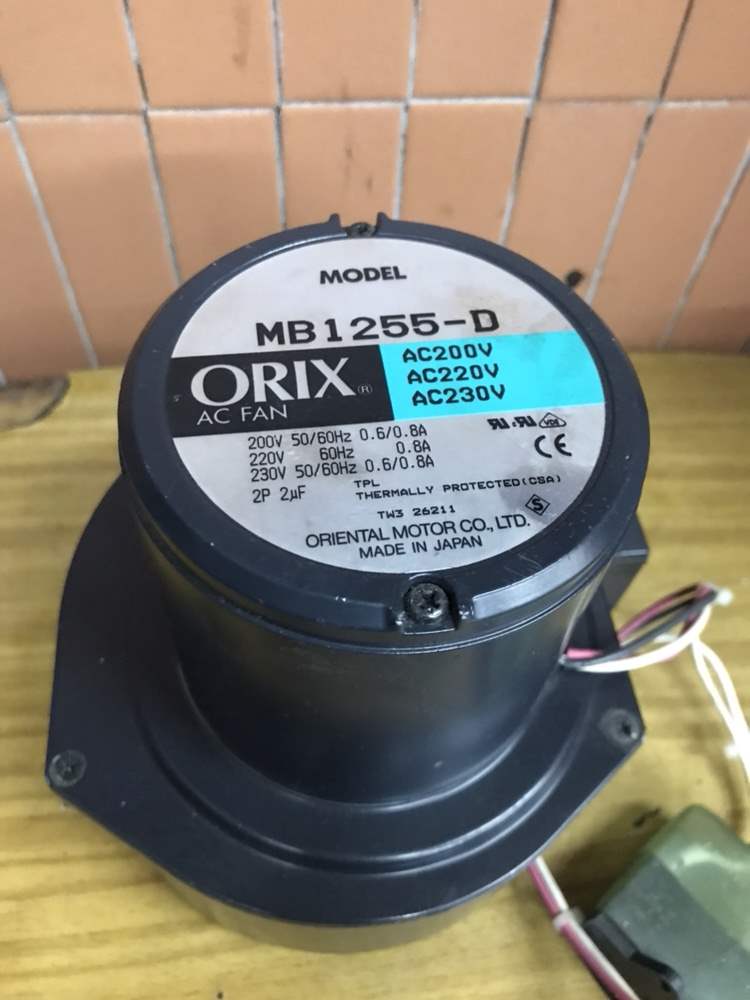 MODEL
MB1255-D
ORIX®
AC FAN
AC200V
AC220V
AC230V
200V 50/60Hz 0.6/0.8A
220V 60Hz 0.8A
230V 50/60Hz 0.6/0.8A
2P 2μF
TPL
THERMALLY PROTECTED(CSA)
TW3 26211
VDE
CE
S
ORIENTAL MOTOR CO., LTD.
MADE IN JAPAN